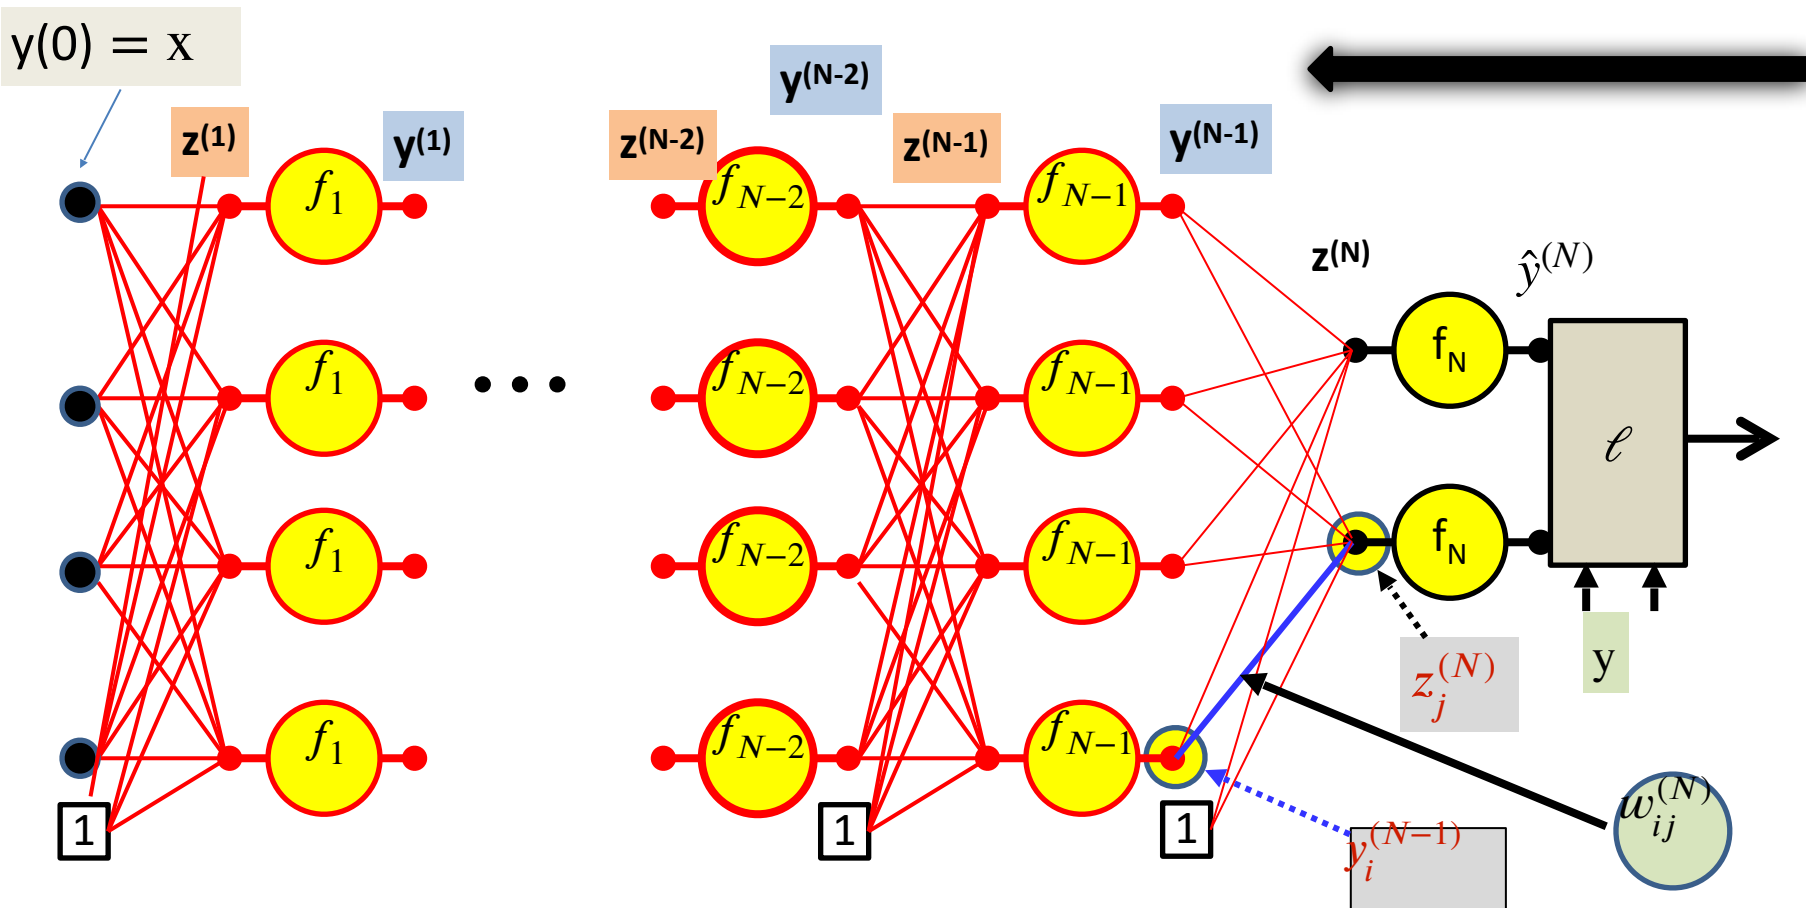 y(0) = x
z(1)
y(1)
z(N-2)
y(N-2)
z(N-1)
y(N-1)
z(N)
ŷ(N)
f1
fN−2
fN−1
fN
f1
fN−2
fN−1
ℓ
fN
f1
fN−2
fN−1
y
zj(N)
f1
fN−2
fN−1
wij(N)
1
1
1
yi(N−1)